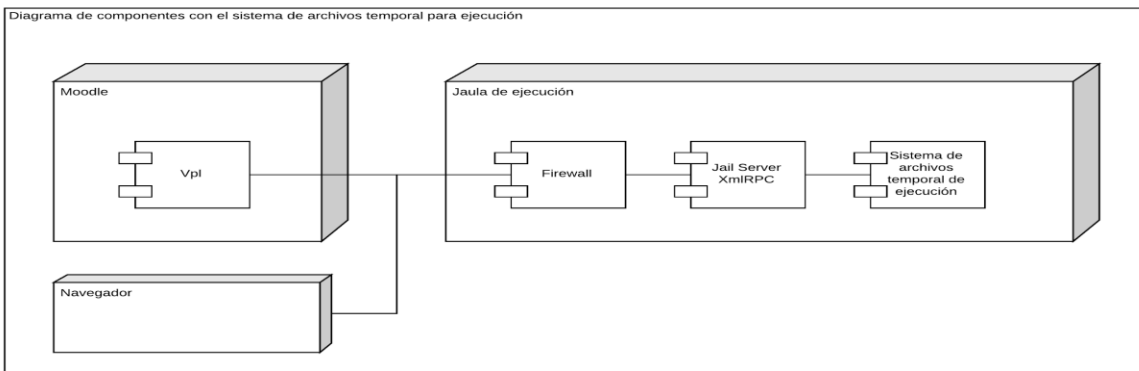 Diagrama de componentes con el sistema de archivos temporal para ejecución
Moodle
Vpl
Jaula de ejecución
Firewall
Jail Server
XmlRPC
Sistema de
archivos
temporal de
ejecución
Navegador